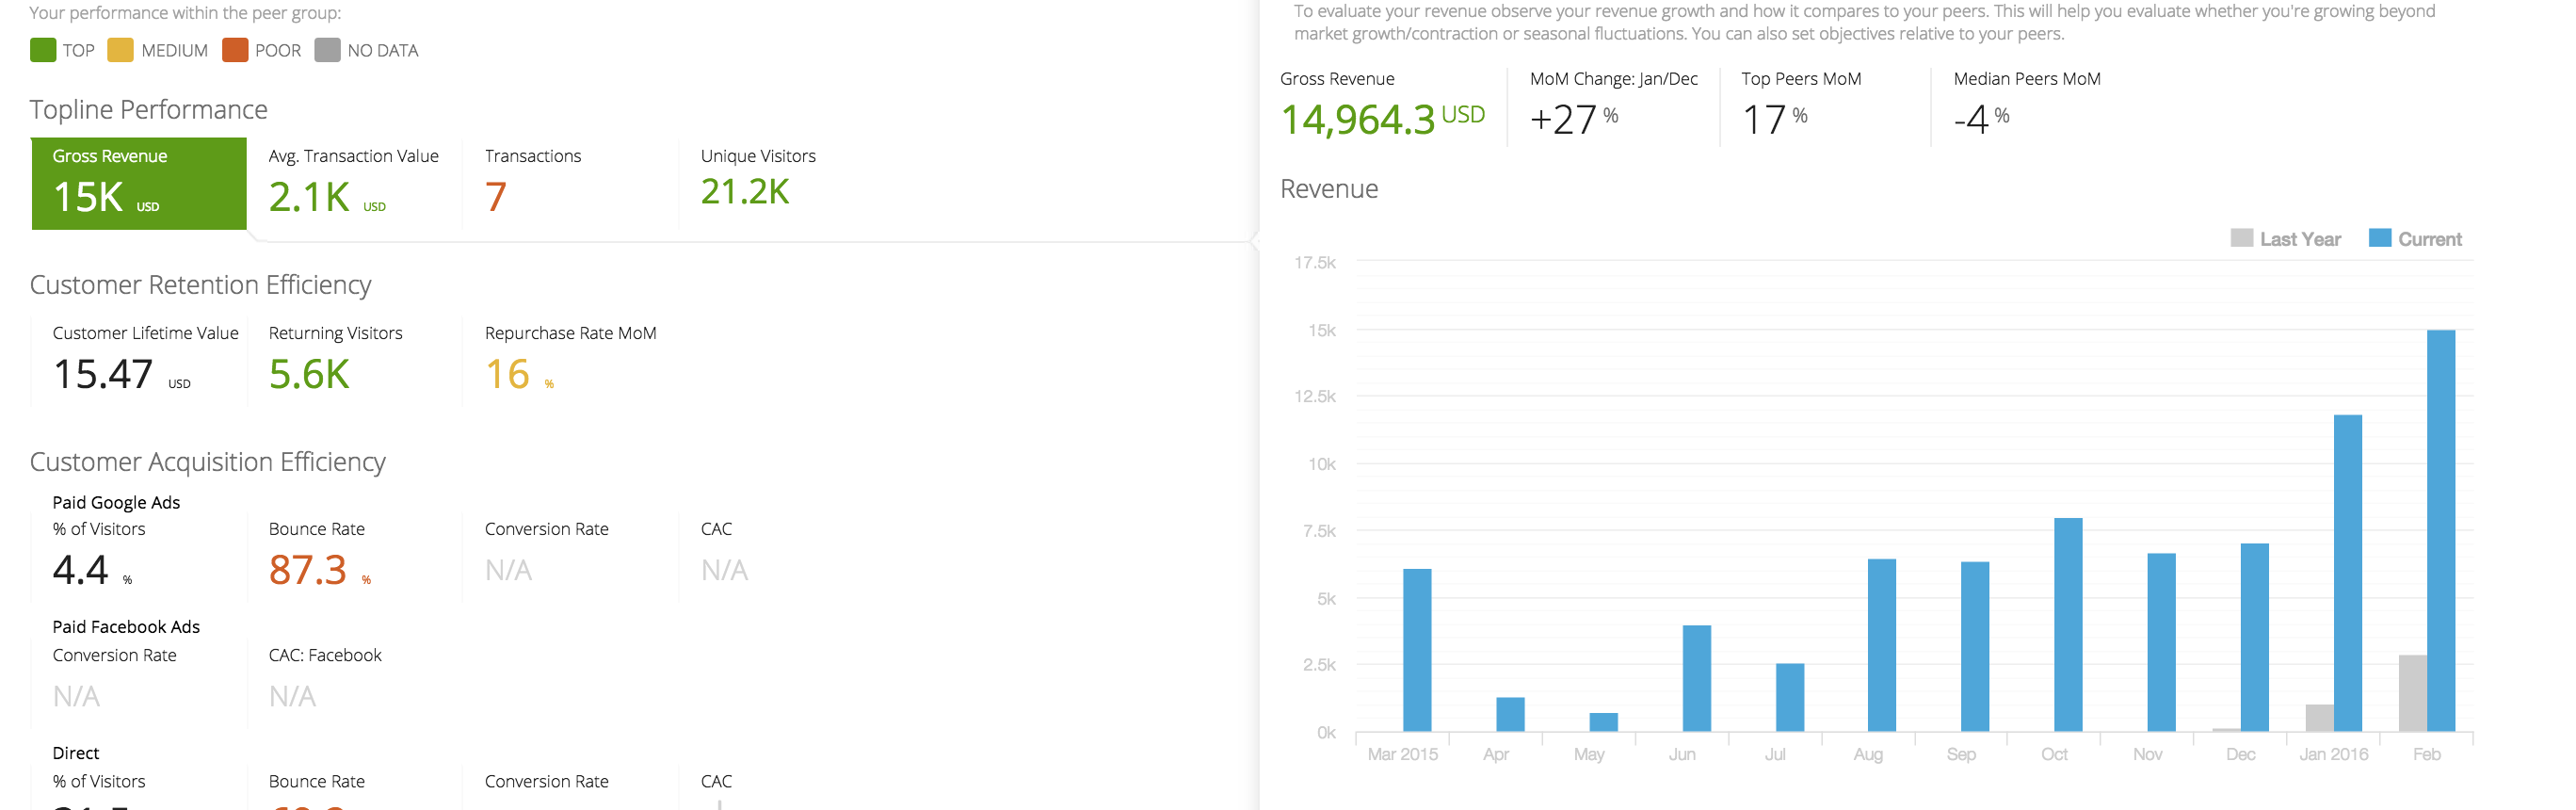 Your performance within the peer group:
TOP MEDIUM POOR NO DATA
Topline Performance
Gross Revenue
15K USD
Avg. Transaction Value
2.1K USD
Transactions
7
Unique Visitors
21.2K
Customer Retention Efficiency
Customer Lifetime Value
15.47 USD
Returning Visitors
5.6K
Repurchase Rate MoM
16 %
Customer Acquisition Efficiency
Paid Google Ads
% of Visitors
4.4 %
Bounce Rate
87.3 %
Conversion Rate
N/A
CAC
N/A
Paid Facebook Ads
Conversion Rate
N/A
CAC: Facebook
N/A
Direct
% of Visitors
Bounce Rate
Conversion Rate
CAC
To evaluate your revenue observe your revenue growth and how it compares to your peers. This will help you evaluate whether you're growing beyond
market growth/contraction or seasonal fluctuations. You can also set objectives relative to your peers.
Gross Revenue
14,964.3 USD
MoM Change: Jan/Dec
+27 %
Top Peers MoM
17 %
Median Peers MoM
-4 %
Revenue
Last Year Current
17.5k
15k
12.5k
10k
7.5k
5k
2.5k
0k
Mar 2015 Apr May Jun Jul Aug Sep Oct Nov Dec Jan 2016 Feb